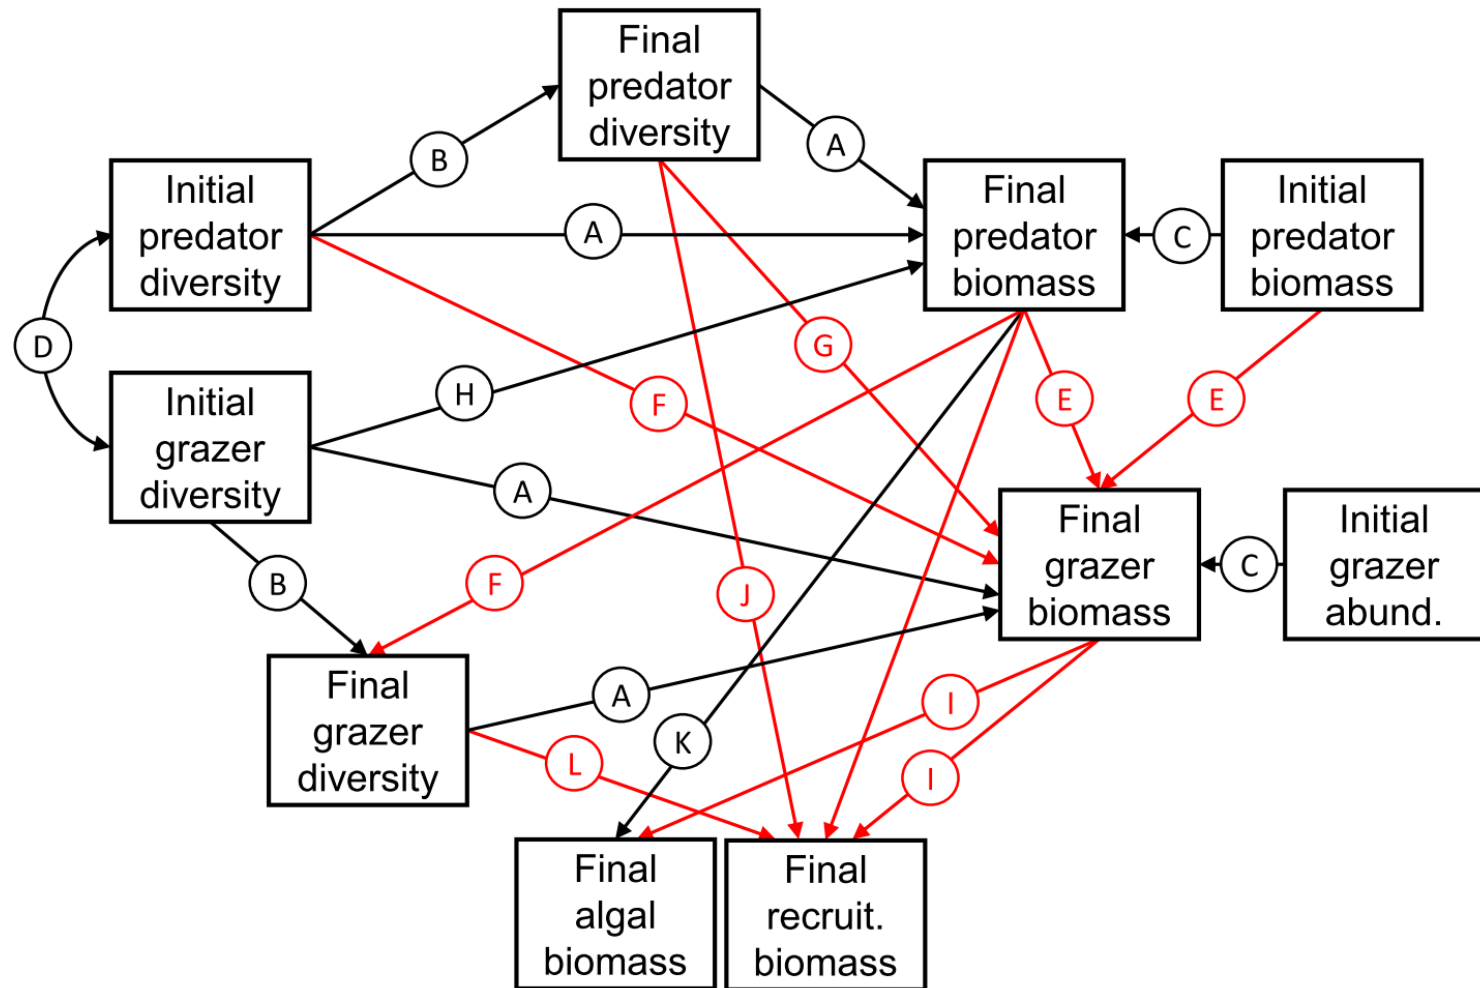 Final
predator
diversity
A
B
Initial
predator
diversity
A
Final
predator
biomass
C
Initial
predator
biomass
D
G
H
F
E
E
Initial
grazer
diversity
A
Final
grazer
biomass
C
Initial
grazer
abund.
B
F
J
A
I
K
L
I
Final
grazer
diversity
Final
algal
biomass
Final
recruit.
biomass